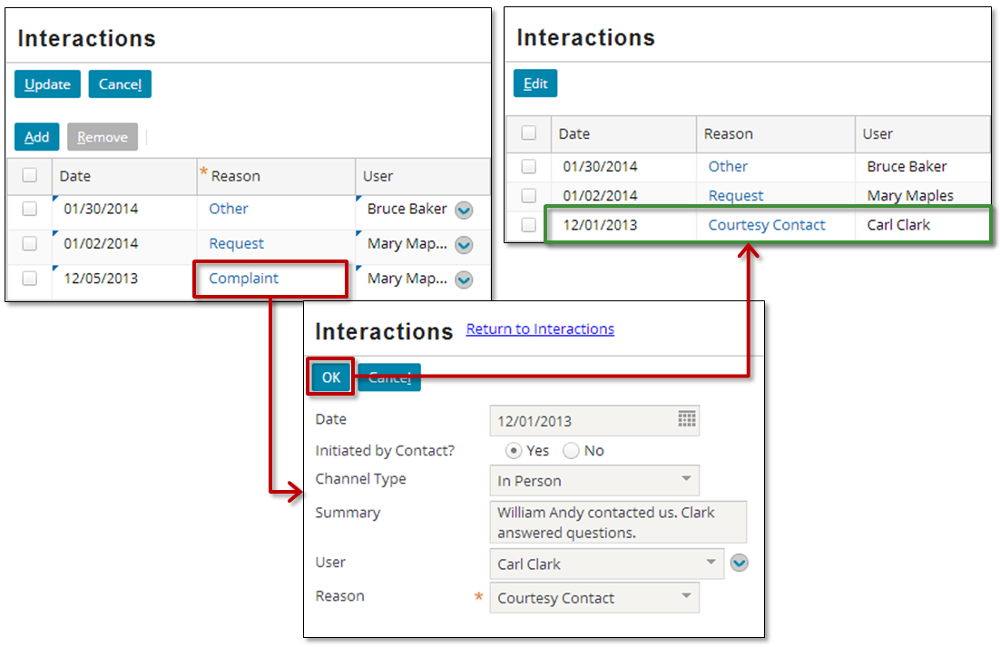 Interactions
Update Cancel
Add Remove
Date * Reason User
01/30/2014 Other Bruce Baker
01/02/2014 Request Mary Map...
12/05/2013 Complaint Mary Map...
Interactions
Edit
Date Reason User
01/30/2014 Other Bruce Baker
01/02/2014 Request Mary Maples
12/01/2013 Courtesy Contact Carl Clark
Interactions Return to Interactions
OK Cancel
Date 12/01/2013
Initiated by Contact? Yes No
Channel Type In Person
Summary William Andy contacted us. Clark
answered questions.
User Carl Clark
Reason * Courtesy Contact